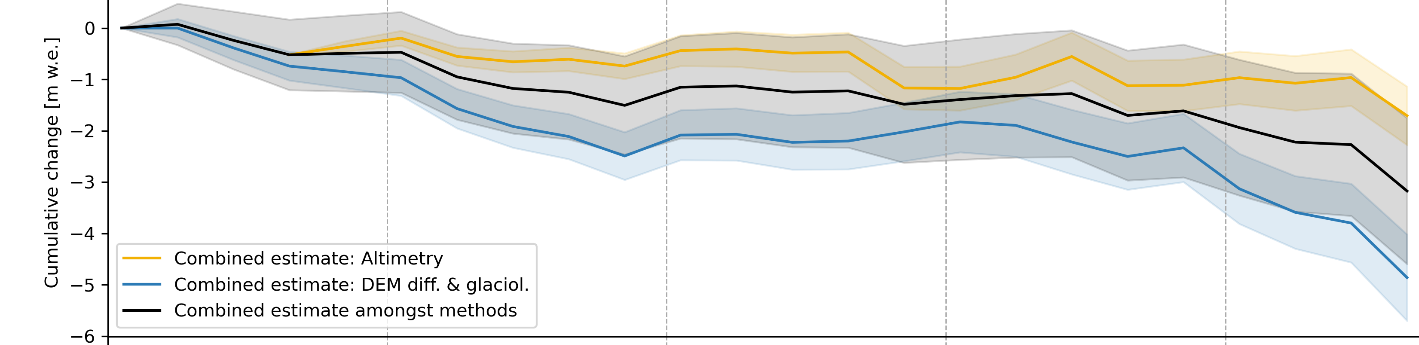 Cumulative change [m w.e.]
0
−1
−2
−3
−4
−5
−6
Combined estimate: Altimetry
Combined estimate: DEM diff. & glaciol.
Combined estimate amongst methods